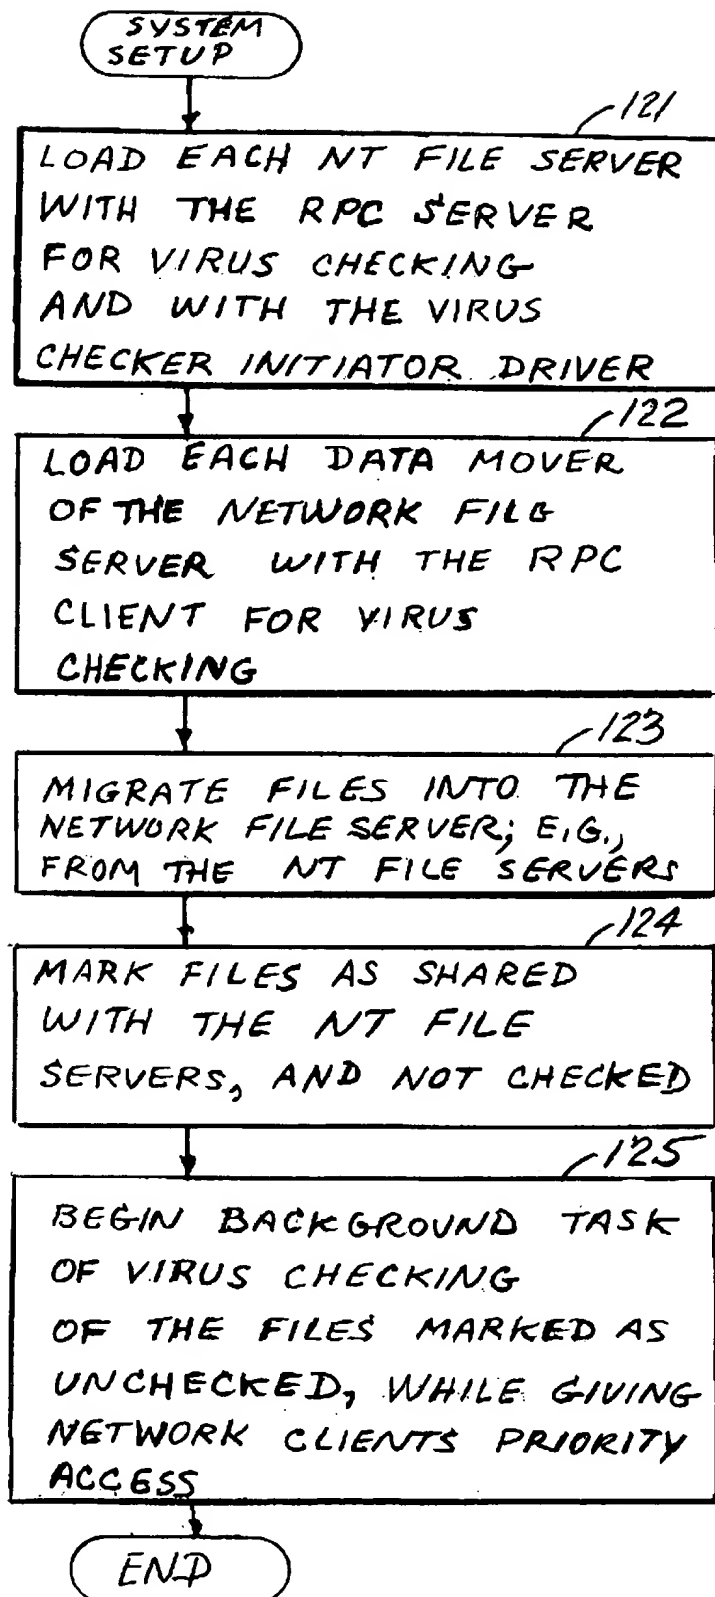 SYSTEM
SETUP
121
LOAD EACH NT FILE SERVER
WITH THE RPC SERVER
FOR VIRUS CHECKING
AND WITH THE VIRUS
CHECKER INITIATOR DRIVER
122
LOAD EACH DATA MOVER
OF THE NETWORK FILE
SERVER WITH THE RPC
CLIENT FOR VIRUS
CHECKING
123
MIGRATE FILES INTO THE
NETWORK FILE SERVER; E.G.,
FROM THE NT FILE SERVERS
124
MARK FILES AS SHARED
WITH THE NT FILE
SERVERS, AND NOT CHECKED
125
BEGIN BACKGROUND TASK
OF VIRUS CHECKING
OF THE FILES MARKED AS
UNCHECKED, WHILE GIVING
NETWORK CLIENTS PRIORITY
ACCESS
END